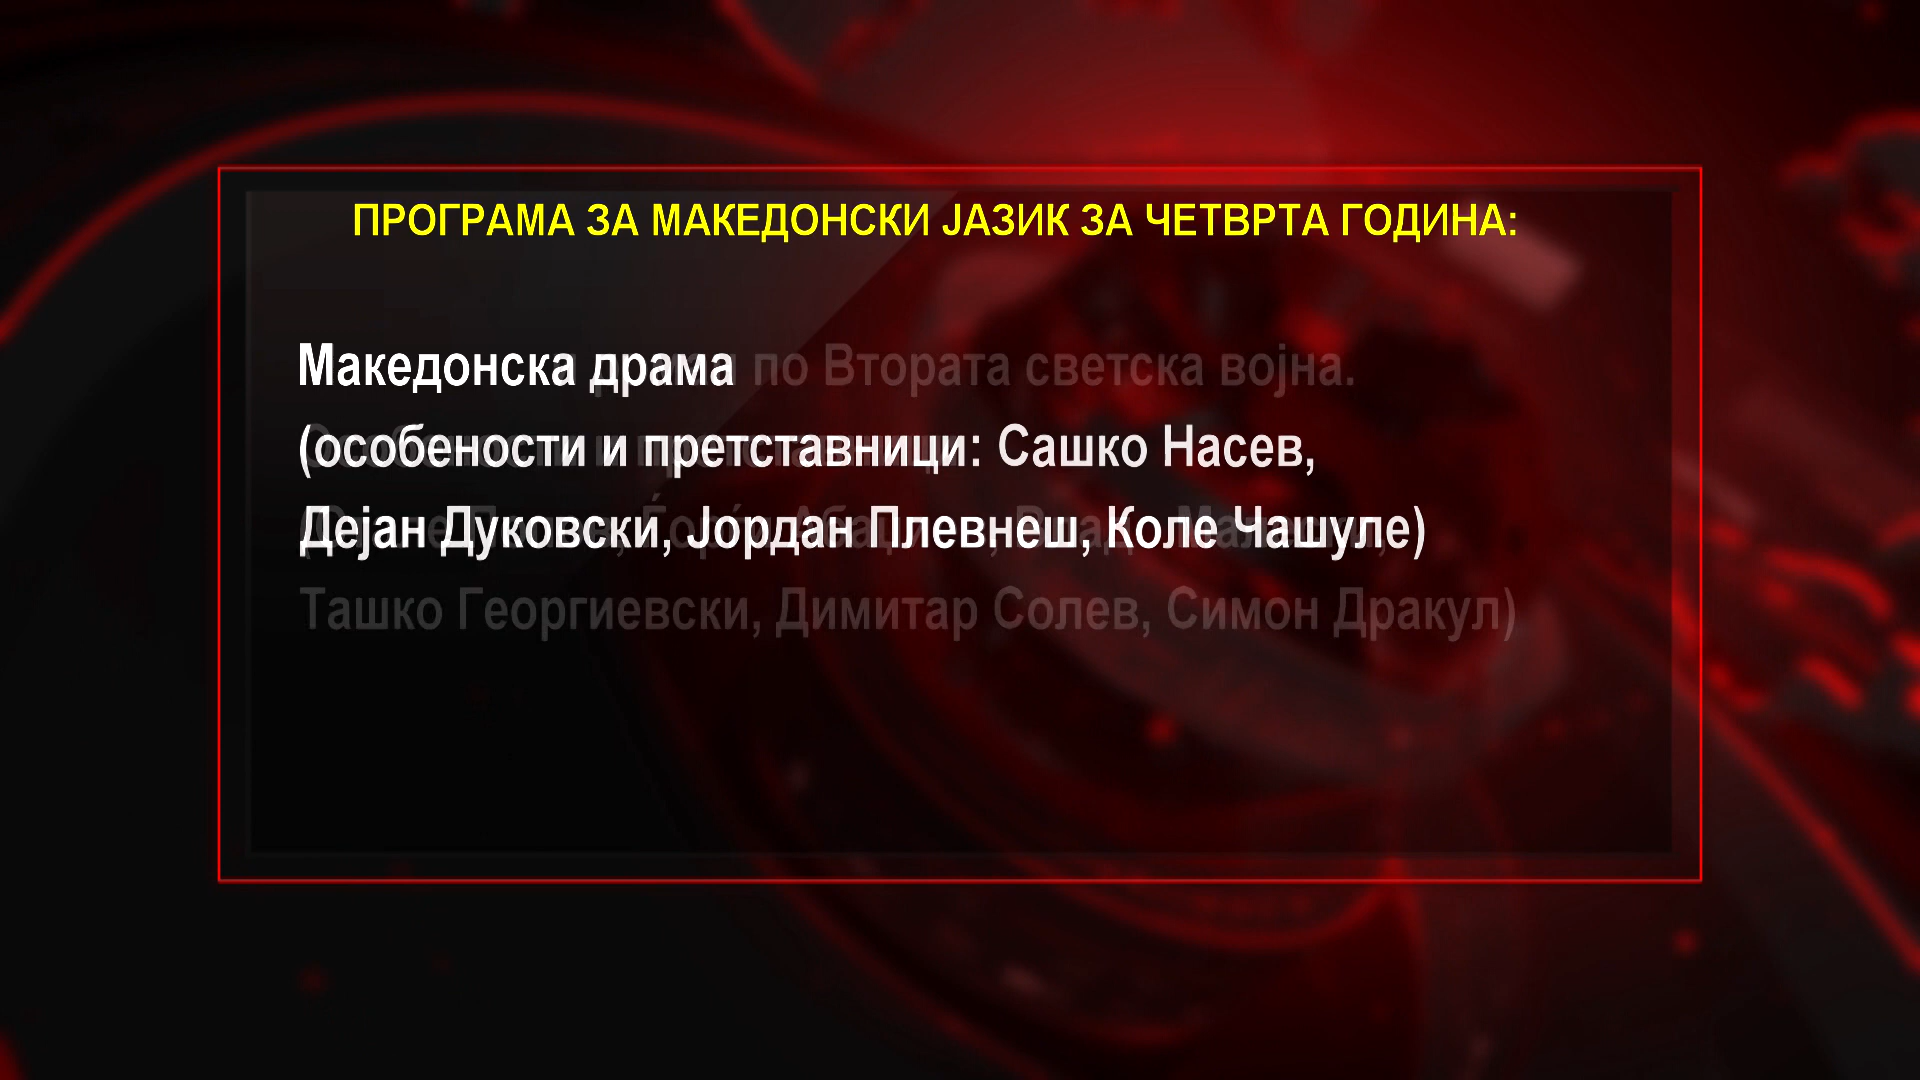 ПРОГРАМА ЗА МАКЕДОНСКИ ЈАЗИК ЗА ЧЕТВРТА ГОДИНА:
Македонска драма
по Втората светска војна.
(особености и претставници: Сашко Насев,
Дејан Дуковски, Јордан Плевнеш, Коле Чашуле)
Ташко Георгиевски, Димитар Солев, Симон Дракул)